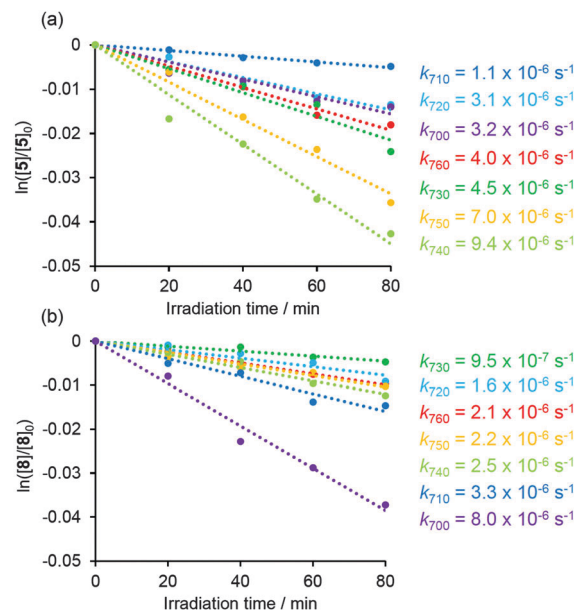 (a)
ln([5]/[5]0)
0
-0.01
-0.02
-0.03
-0.04
-0.05
0 20 40 60 80
Irradiation time / min
k710 = 1.1 x 10-6 s-1
k720 = 3.1 x 10-6 s-1
k700 = 3.2 x 10-6 s-1
k760 = 4.0 x 10-6 s-1
k730 = 4.5 x 10-6 s-1
k750 = 7.0 x 10-6 s-1
k740 = 9.4 x 10-6 s-1
(b)
ln([8]/[8]0)
0
-0.01
-0.02
-0.03
-0.04
-0.05
0 20 40 60 80
Irradiation time / min
k730 = 9.5 x 10-7 s-1
k720 = 1.6 x 10-6 s-1
k760 = 2.1 x 10-6 s-1
k750 = 2.2 x 10-6 s-1
k740 = 2.5 x 10-6 s-1
k710 = 3.3 x 10-6 s-1
k700 = 8.0 x 10-6 s-1